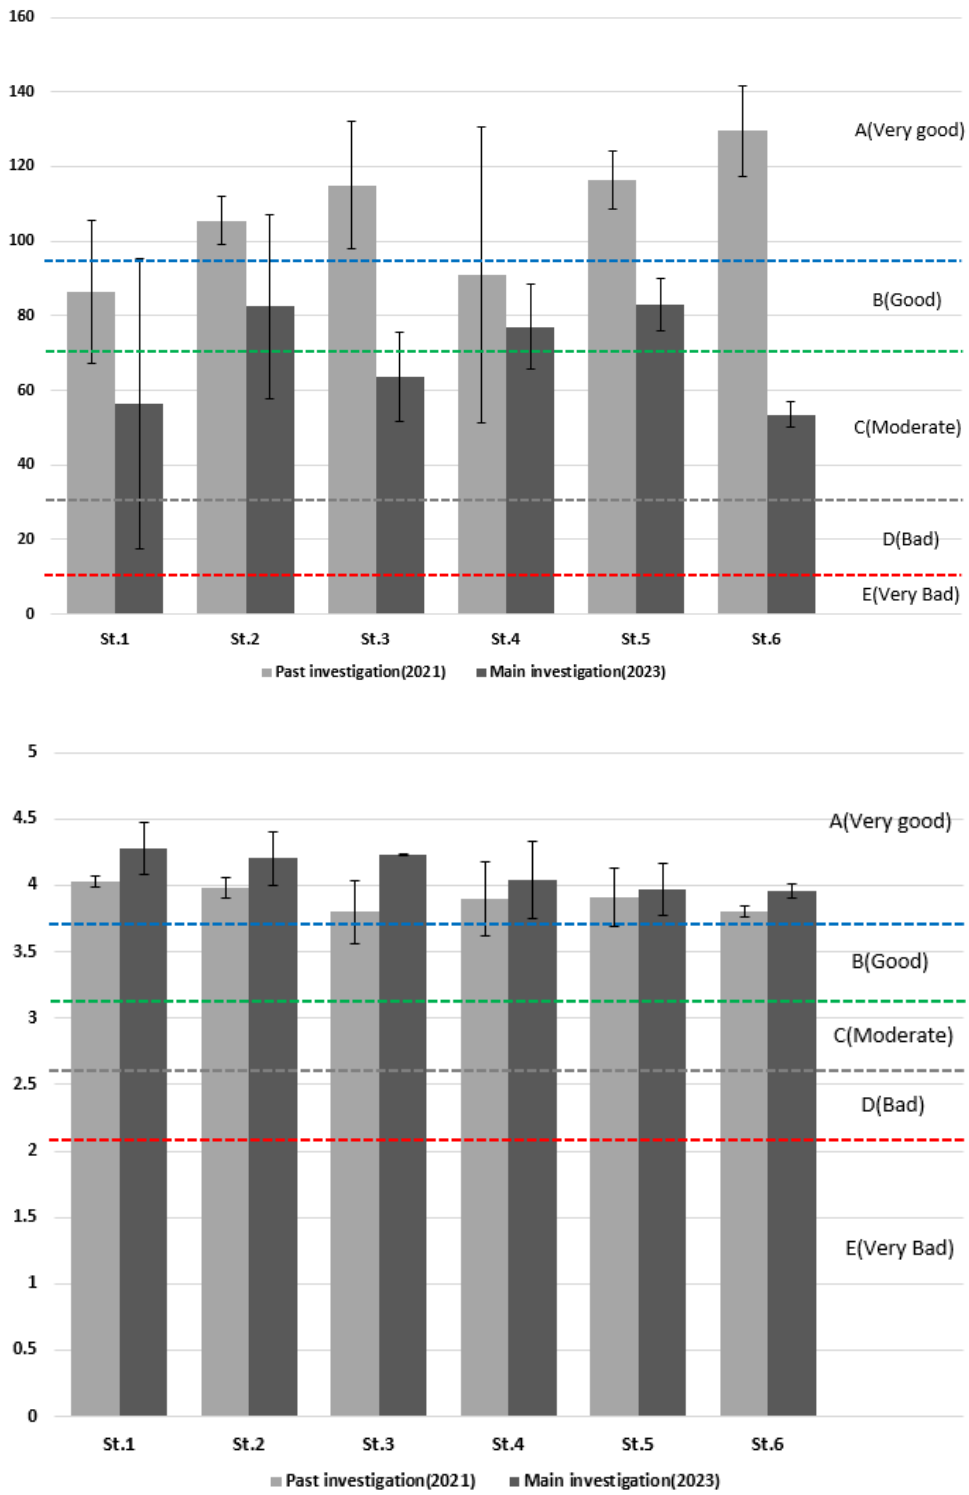 160
140
A(Very good)
120
100
80
B(Good)
60
C(Moderate)
40
20
D(Bad)
E(Very Bad)
0
St.1 St.2 St.3 St.4 St.5 St.6
Past investigation(2021) Main investigation(2023)
5
4.5
A(Very good)
4
3.5
B(Good)
3
C(Moderate)
2.5
D(Bad)
2
1.5
E(Very Bad)
1
0.5
0
St.1 St.2 St.3 St.4 St.5 St.6
Past investigation(2021) Main investigation(2023)